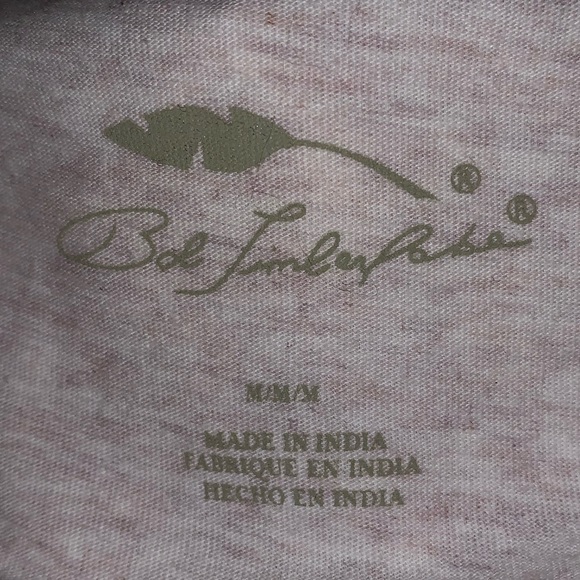 ®
Bob Timberlake ®
M/M/M
MADE IN INDIA
FABRIQUE EN INDIA
HECHO EN INDIA